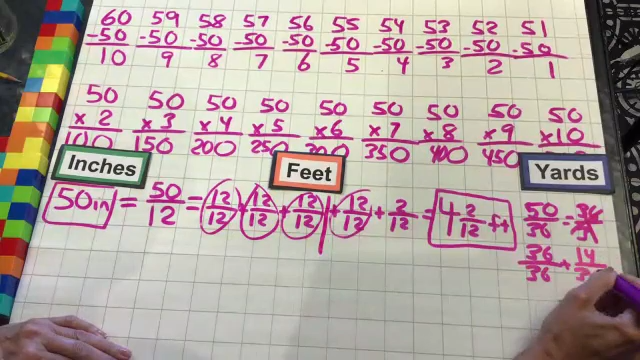 60 59 58 57 56 55 54 53 52 51
-50 -50 -50 -50 -50 -50 -50 -50 -50 -50
10 9 8 7 6 5 4 3 2 1
50 50 50 50 50 50 50 50 50 50
x 2 x 3 x 4 x 5 x 6 x 7 x 8 x 9 x 10
100 150 200 250 300 350 400 450
Inches Feet Yards
50in = 50/12 = 12/12 + 12/12 + 12/12 + 12/12 + 2/12 = 4 2/12 ft
50/36 = 36
36/36 + 14